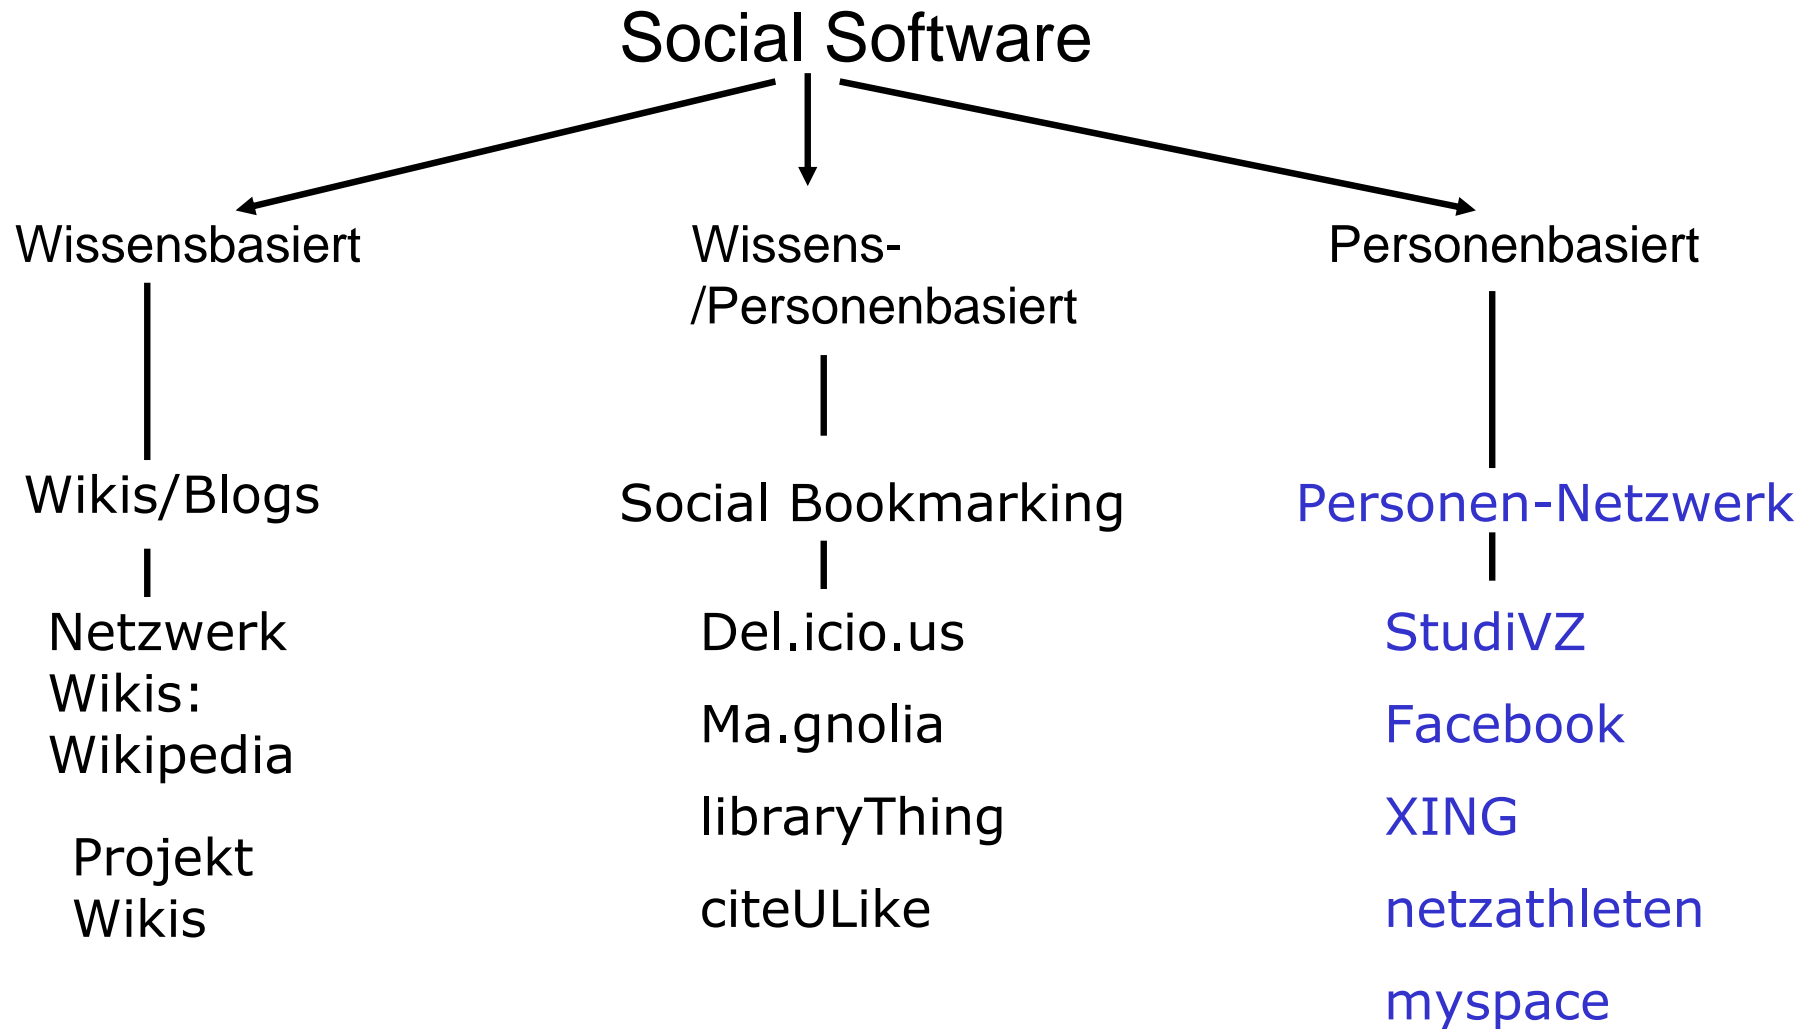 Social Software
Wissensbasiert
Wissens-
/Personenbasiert
Personenbasiert
Wikis/Blogs
Social Bookmarking
Personen-Netzwerk
Netzwerk
Wikis:
Wikipedia
Projekt
Wikis
Del.icio.us
Ma.gnolia
libraryThing
citeULike
StudiVZ
Facebook
XING
netzathleten
myspace